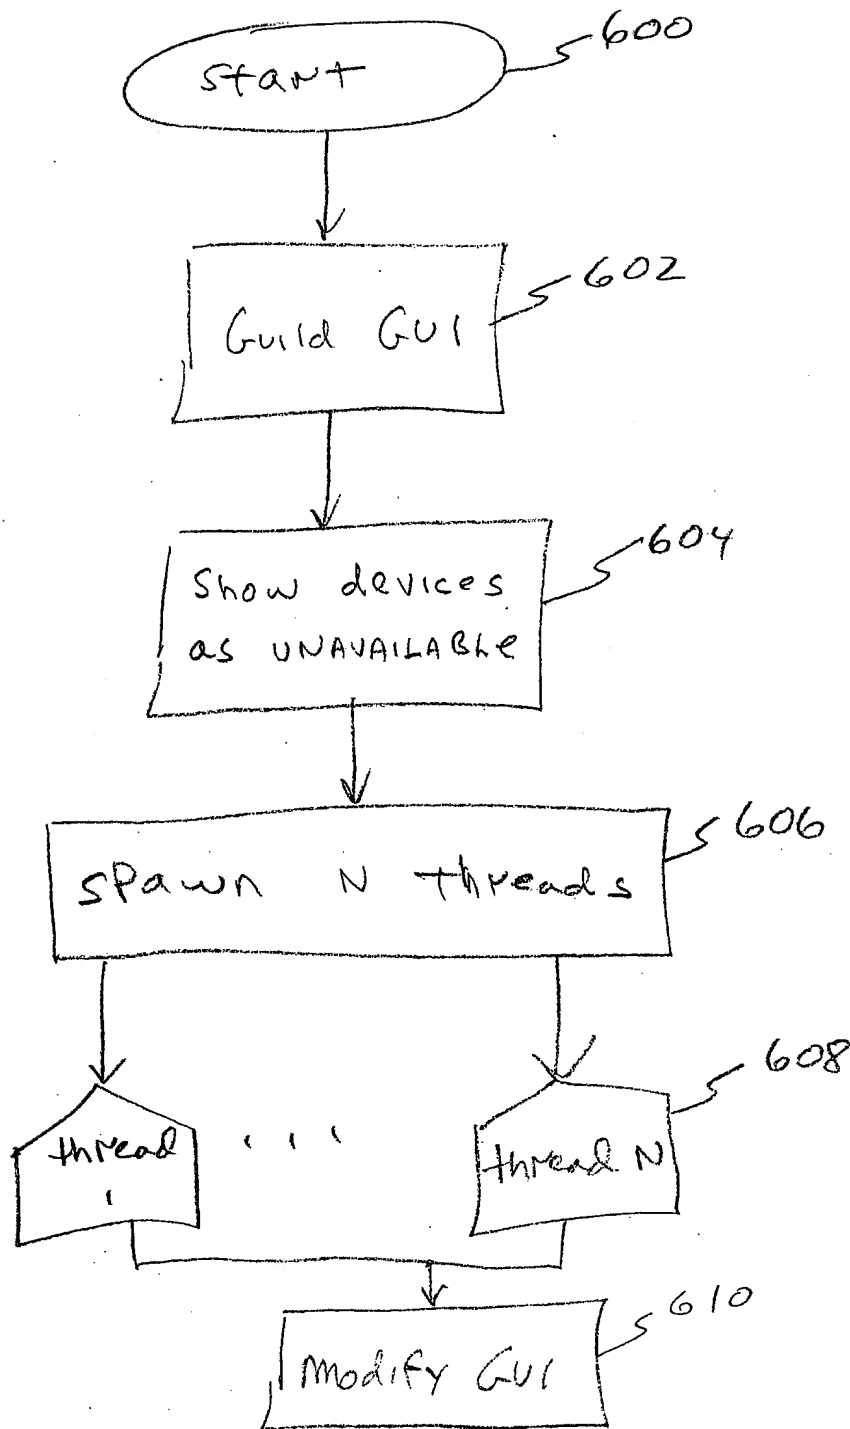 Start
600
Guild GUI
602
Show devices
as UNAVAILABLE
604
spawn N threads
606
thread
1
. . .
thread N
608
Modify GUI
610